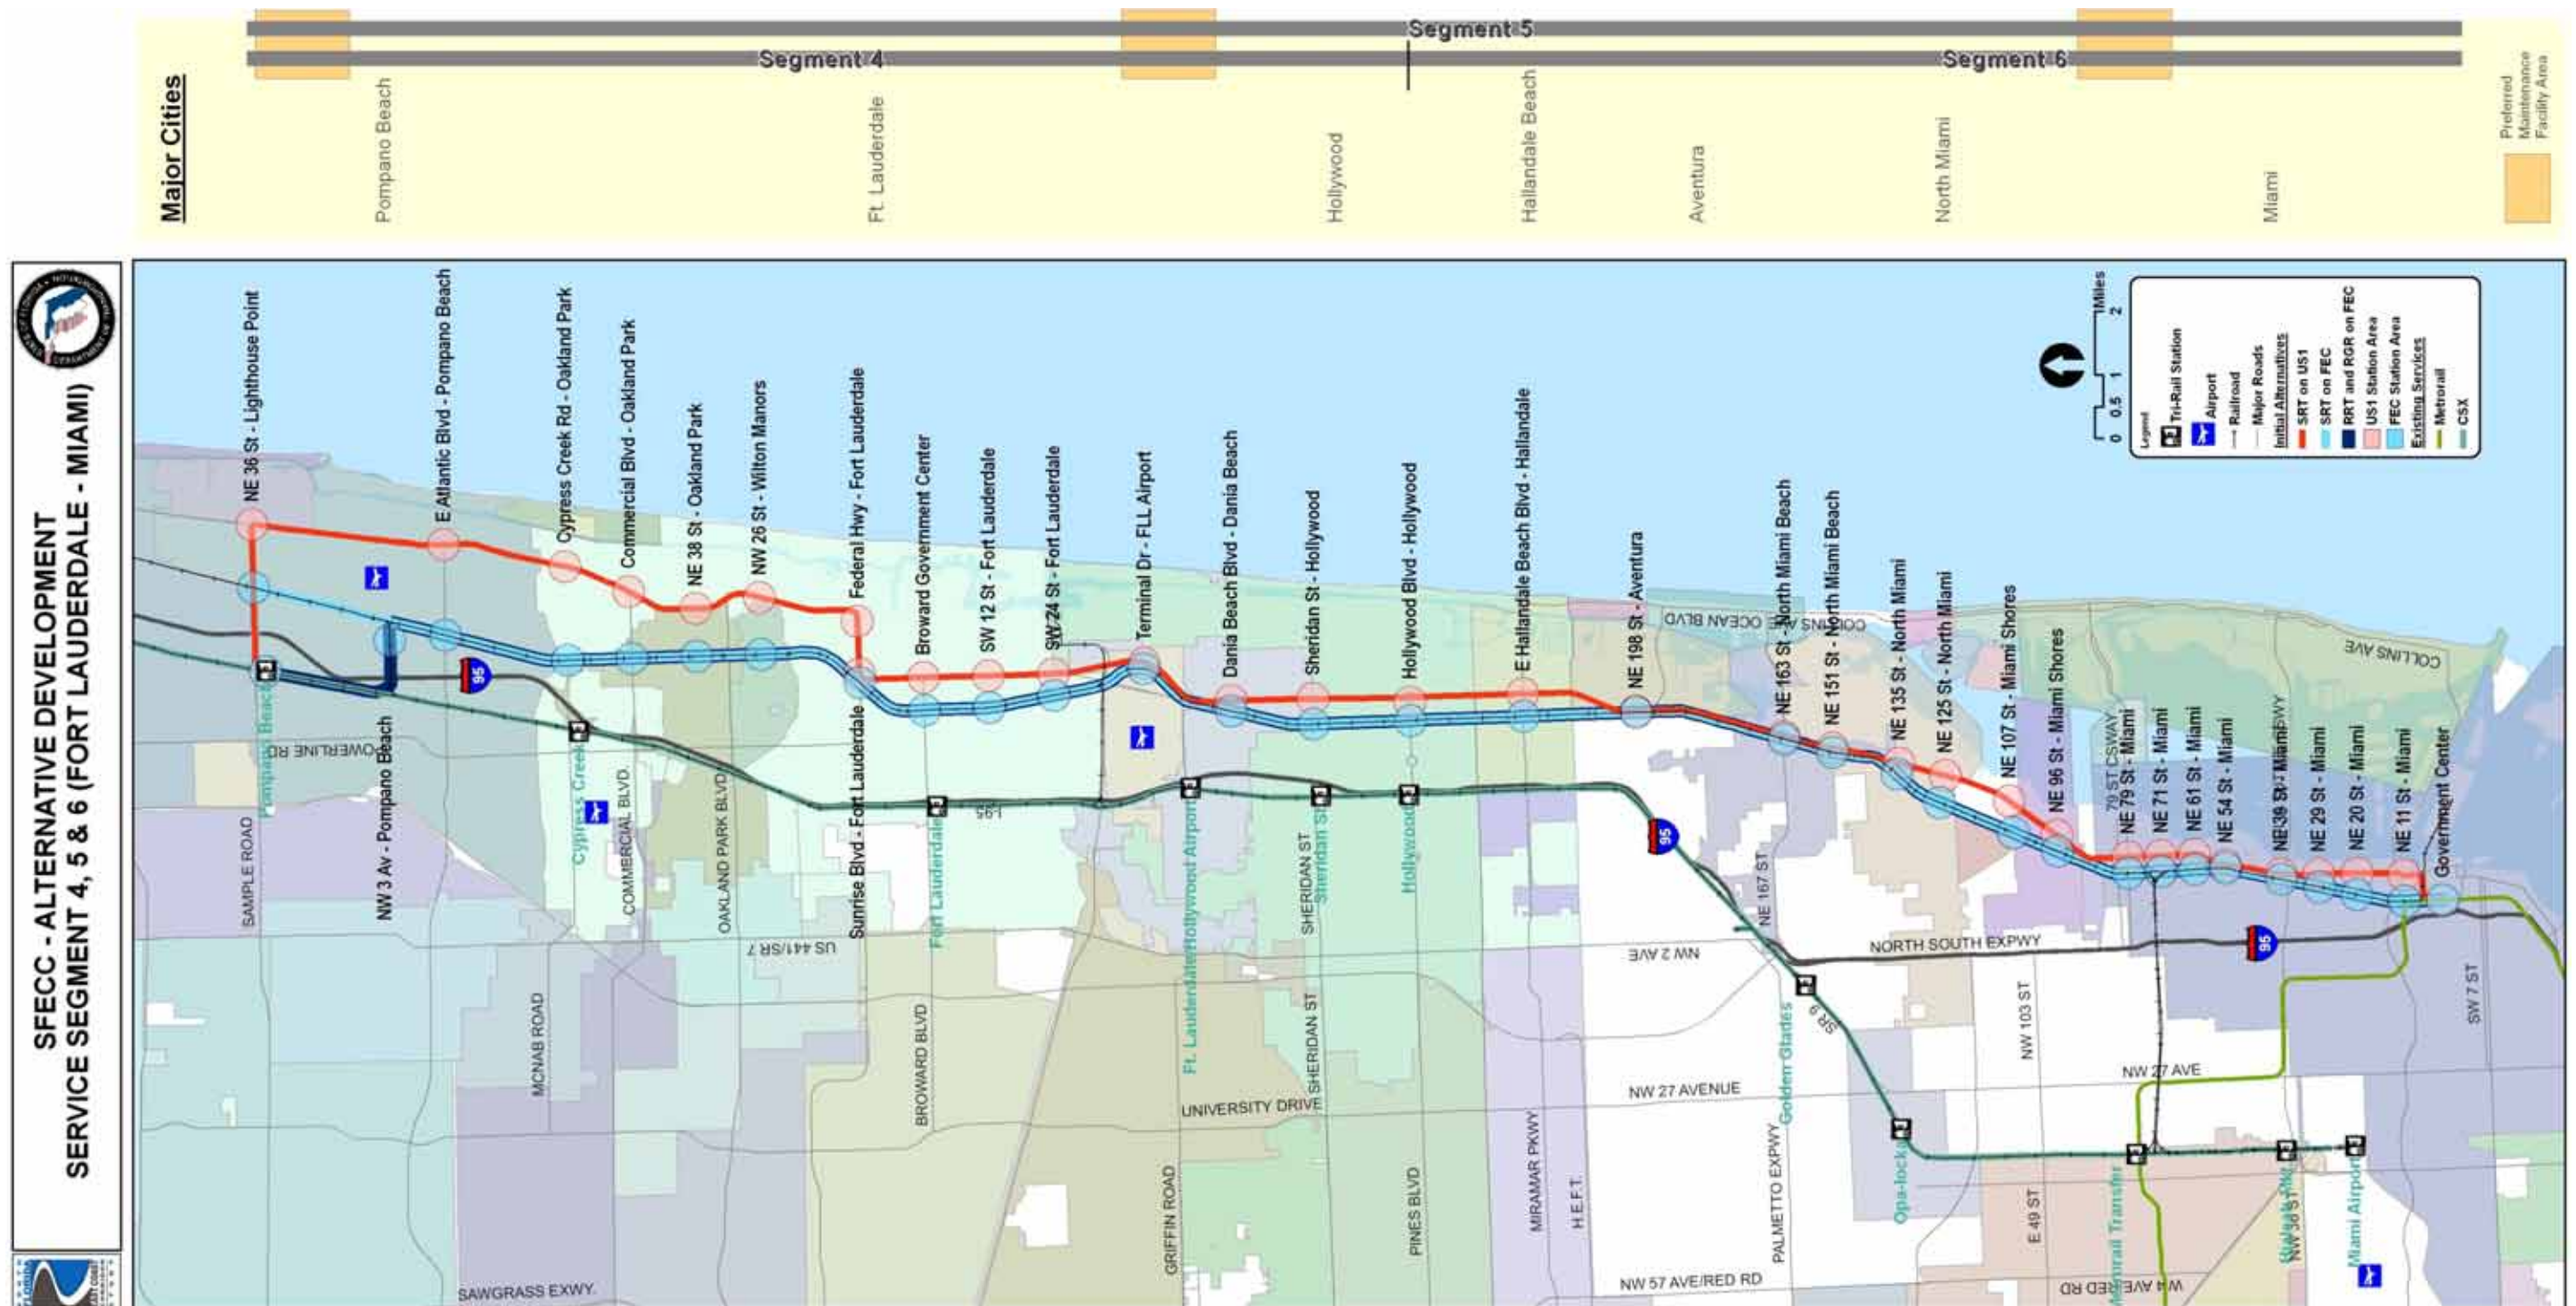 SFECC - ALTERNATIVE DEVELOPMENT
SERVICE SEGMENT 4, 5 & 6 (FORT LAUDERDALE - MIAMI)
Major Cities
Pompano Beach
Ft. Lauderdale
Hollywood
Hallandale Beach
Aventura
North Miami
Miami
Segment 5
Segment 4
Segment 6
Preferred
Maintenance
Facility Area
NE 36 St - Lighthouse Point
E Atlantic Blvd - Pompano Beach
Cypress Creek Rd - Oakland Park
Commercial Blvd - Oakland Park
NE 38 St - Oakland Park
NW 26 St - Wilton Manors
Federal Hwy - Fort Lauderdale
Broward Government Center
SW 12 St - Fort Lauderdale
SW 24 St - Fort Lauderdale
Terminal Dr - FLL Airport
Dania Beach Blvd - Dania Beach
Sheridan St - Hollywood
Hollywood Blvd - Hollywood
E Hallandale Beach Blvd - Hallandale
NE 198 St - Aventura
NE 163 St - North Miami Beach
NE 151 St - North Miami Beach
NE 135 St - North Miami
NE 125 St - North Miami
NE 107 St - Miami Shores
NE 96 St - Miami Shores
NE 79 St - Miami
NE 71 St - Miami
NE 61 St - Miami
NE 54 St - Miami
NE 29 St - Miami
NE 20 St - Miami
NE 11 St - Miami
Government Center
NW 3 Av - Pompano Beach
Sunrise Blvd - Fort Lauderdale
Pompano Beach
Cypress Creek
Fort Lauderdale
Ft. Lauderdale/Hollywood Airport
Sheridan St
Hollywood
Golden Glades
Opa-locka
Miami Airport
POWERLINE RD
SAMPLE ROAD
COMMERCIAL BLVD.
OAKLAND PARK BLVD
MCNAB ROAD
US 441/SR 7
BROWARD BLVD
I-95
95
95
95
SHERIDAN ST
SHERIDAN ST
UNIVERSITY DRIVE
GRIFFIN ROAD
PINES BLVD
MIRAMAR PKWY
H.E.F.T.
SAWGRASS EXWY.
NW 2 AVE
NW 27 AVENUE
NW 57 AVE/RED RD
NE 167 ST
PALMETTO EXPWY
SR 9
NORTH SOUTH EXPWY
NW 103 ST
E 49 ST
NW 27 AVE
79 ST CSWAY
COLLINS AVE
SW 7 ST
0 0.5 1 2 Miles
Legend
Tri-Rail Station
Airport
Railroad
Major Roads
Initial Alternatives
SRT on US1
SRT on FEC
RRT and RGR on FEC
US1 Station Area
FEC Station Area
Existing Services
Metrorail
CSX